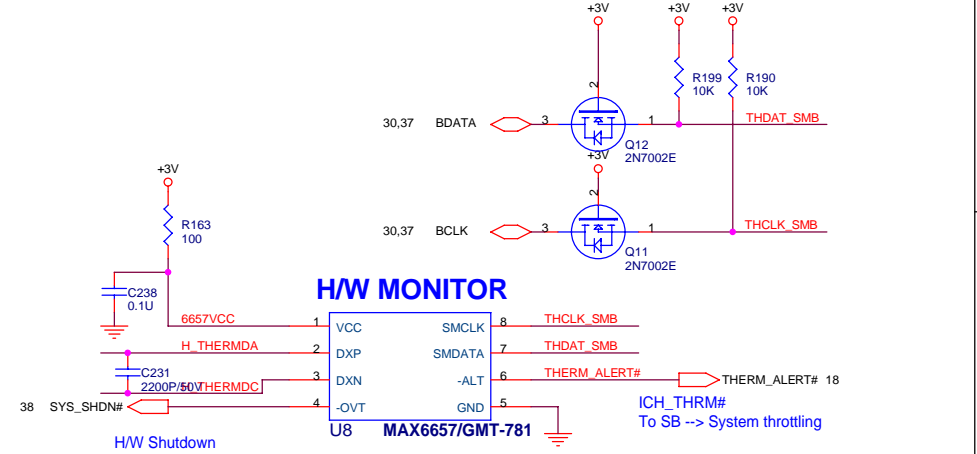 +3V +3V +3V
2
R199 R190
10K 10K
30,37 BDATA 3 1 THDAT_SMB
Q12
2N7002E
+3V
+3V
2
R163
100
30,37 BCLK 3 1 THCLK_SMB
Q11
2N7002E
C238
0.1U
H/W MONITOR
6657VCC 1 VCC SMCLK 8 THCLK_SMB
H_THERMDA 2 DXP SMDATA 7 THDAT_SMB
C231
2200P/50V
H_THERMDC 3 DXN -ALT 6 THERM_ALERT# THERM_ALERT# 18
38 SYS_SHDN# 4 -OVT GND 5
ICH_THRM#
To SB --> System throttling
U8 MAX6657/GMT-781
H/W Shutdown